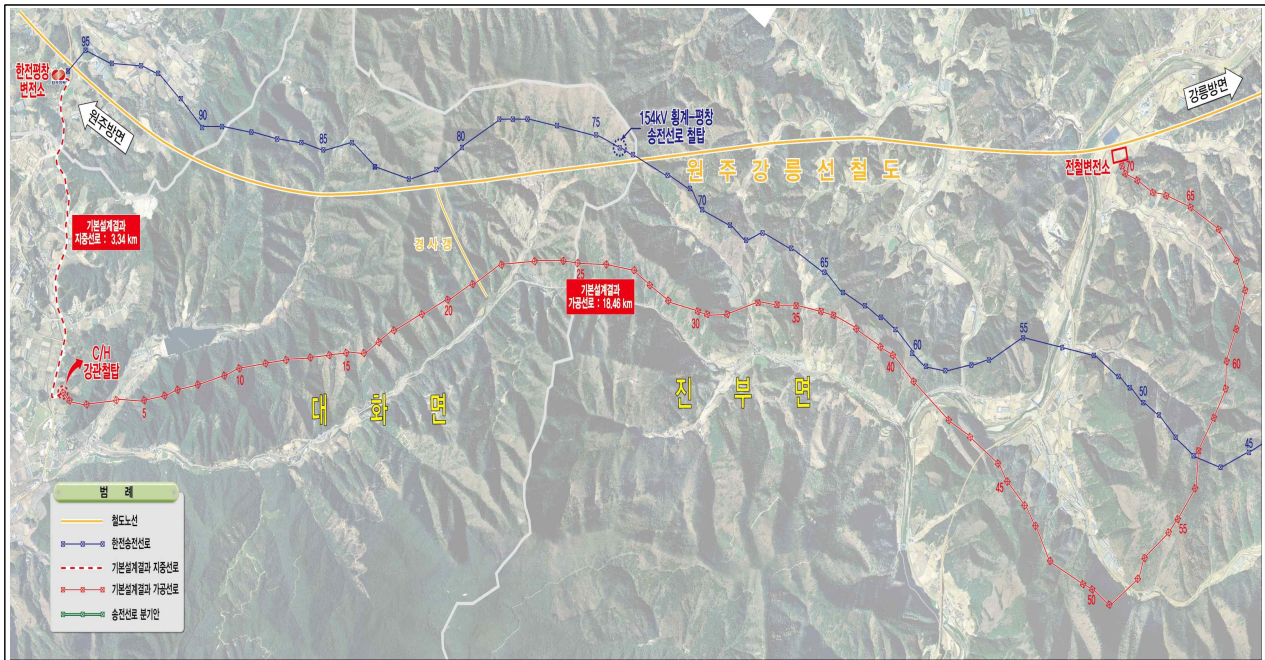 95
한전평창
변전소
원주방면
90
85
80
75
154kV 횡계-평창
송전선로 철탑
강릉방면
전철변전소
70
65
원주강릉선철도
70
기본설계결과
지중선로 : 3,34 km
경사갱
65
25
기본설계결과
가공선로 : 18,46 km
20
30
35
55
60
40
60
C/H
강관철탑
15
10
5
대화면
진부면
50
45
45
55
50
범 례
철도노선
한전송전선로
기본설계결과 지중선로
기본설계결과 가공선로
송전선로 분기안